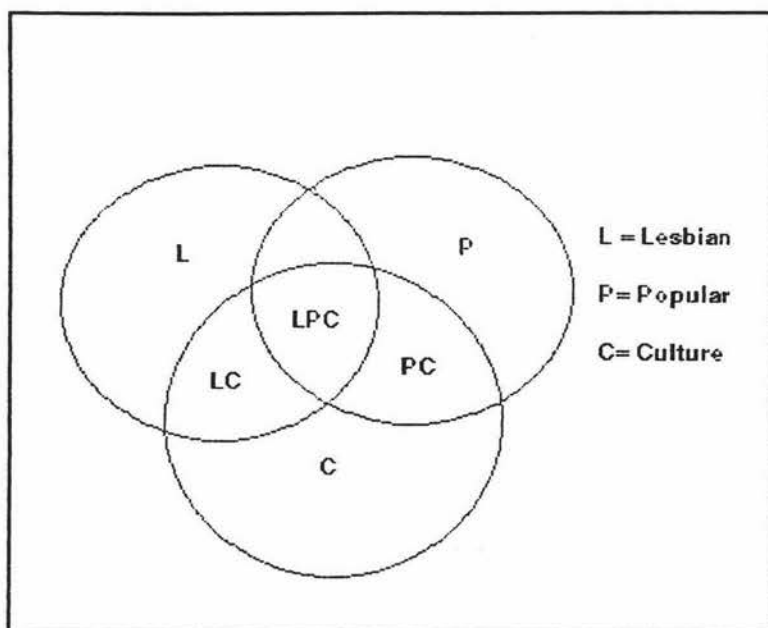 L
P
L = Lesbian
P= Popular
LPC
C= Culture
LC
PC
C